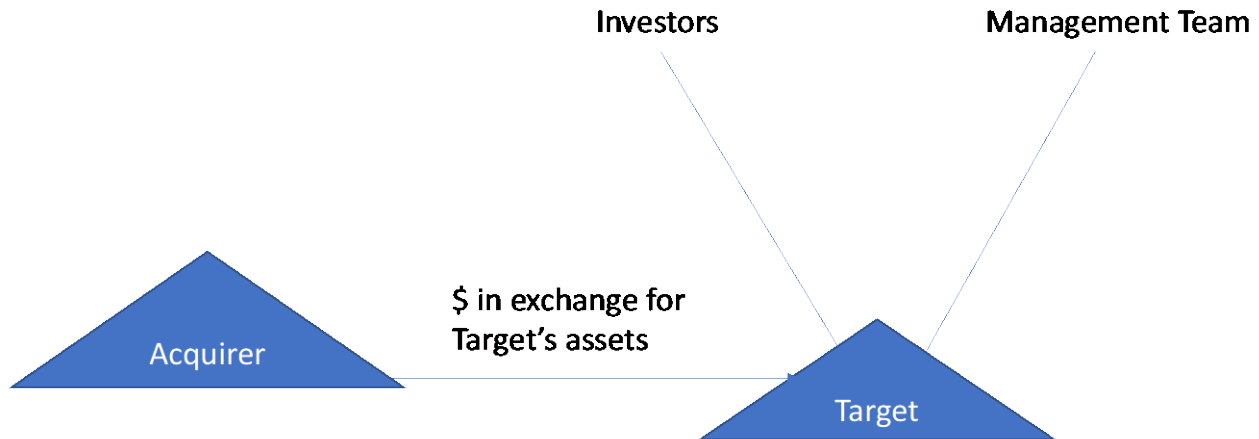 Investors
Management Team
$ in exchange for
Target's assets
Acquirer
Target